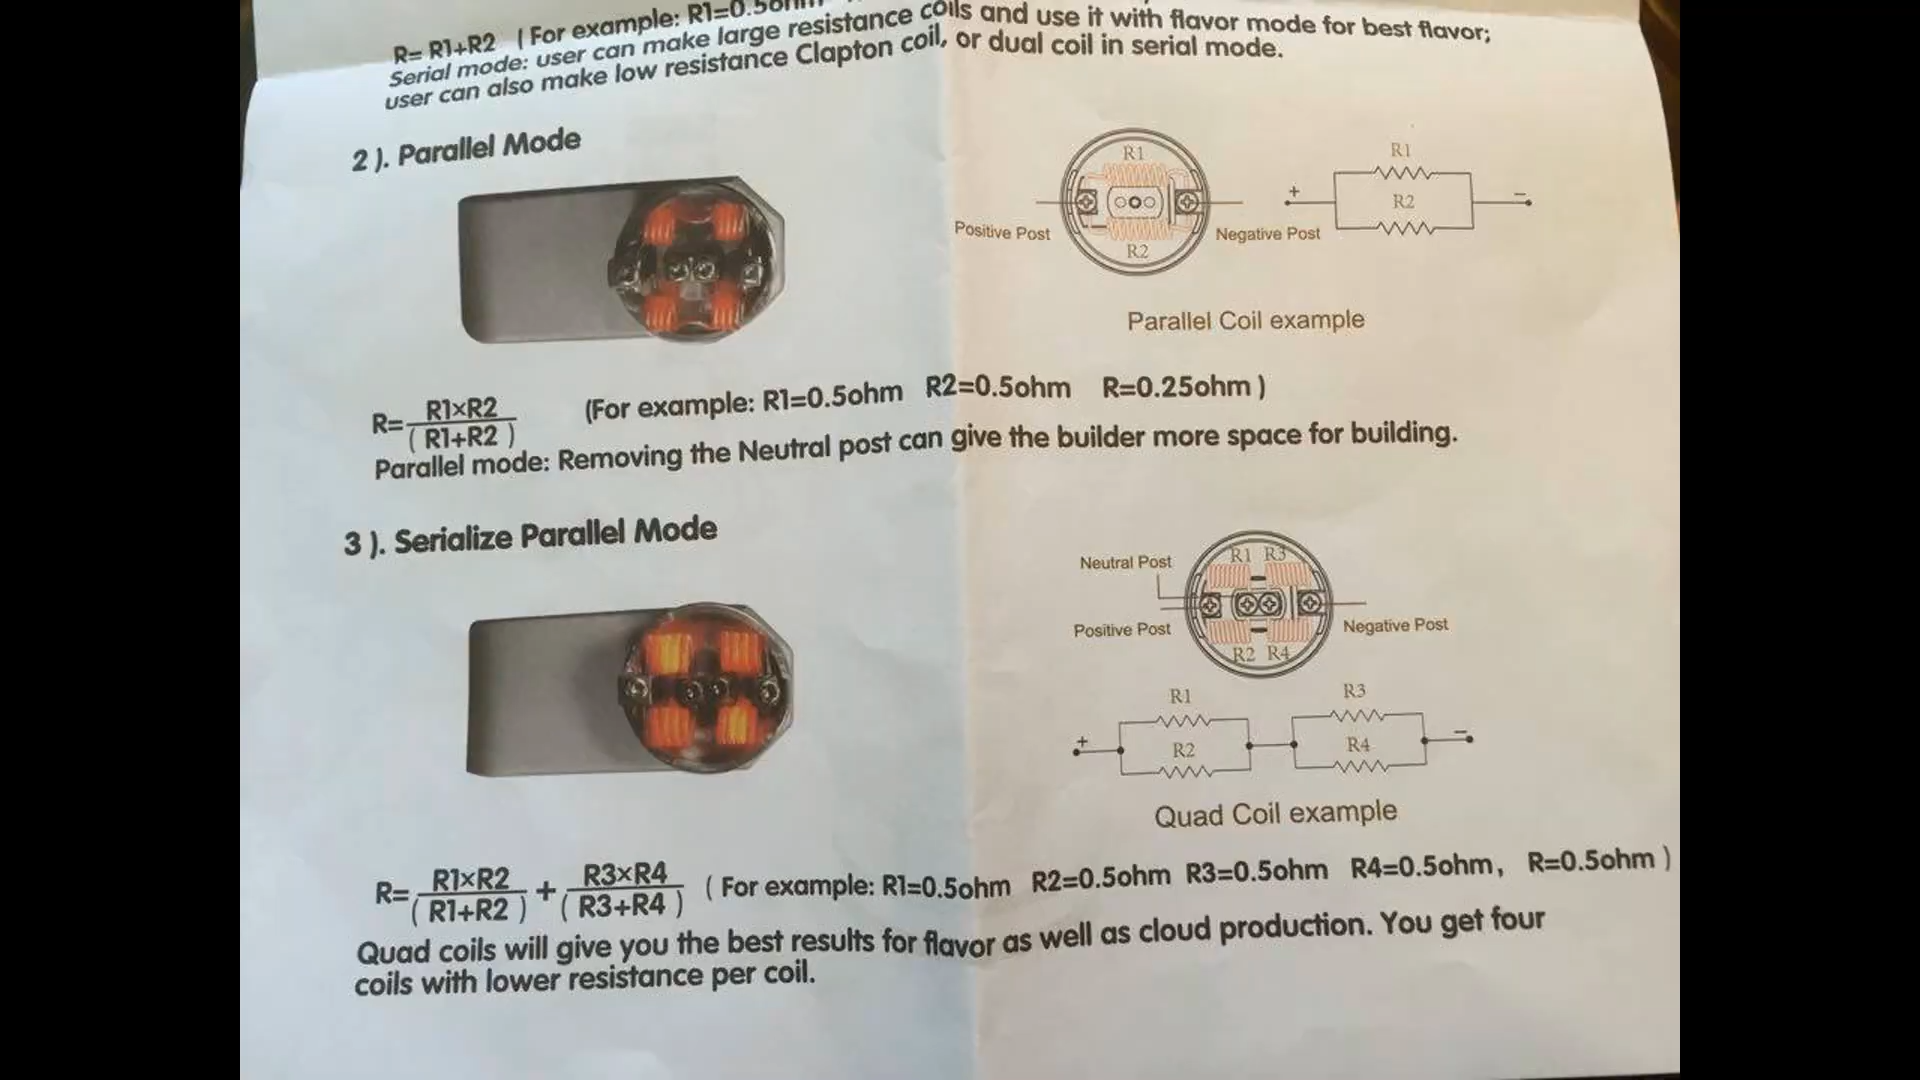 R= R1+R2 ( For example: R1=0.5ohm
Serial mode: user can make large resistance coils and use it with flavor mode for best flavor;
user can also make low resistance Clapton coil, or dual coil in serial mode.
2 ). Parallel Mode
R1
R2
Positive Post
Negative Post
+
R1
R2
−
Parallel Coil example
R= R1×R2 (For example: R1=0.5ohm R2=0.5ohm R=0.25ohm )
( R1+R2 )
Parallel mode: Removing the Neutral post can give the builder more space for building.
3 ). Serialize Parallel Mode
Neutral Post
R1 R3
Positive Post
Negative Post
R2 R4
R1
R3
+
R2
R4
−
Quad Coil example
R= R1×R2 + R3×R4 ( For example: R1=0.5ohm R2=0.5ohm R3=0.5ohm R4=0.5ohm, R=0.5ohm )
( R1+R2 ) ( R3+R4 )
Quad coils will give you the best results for flavor as well as cloud production. You get four
coils with lower resistance per coil.